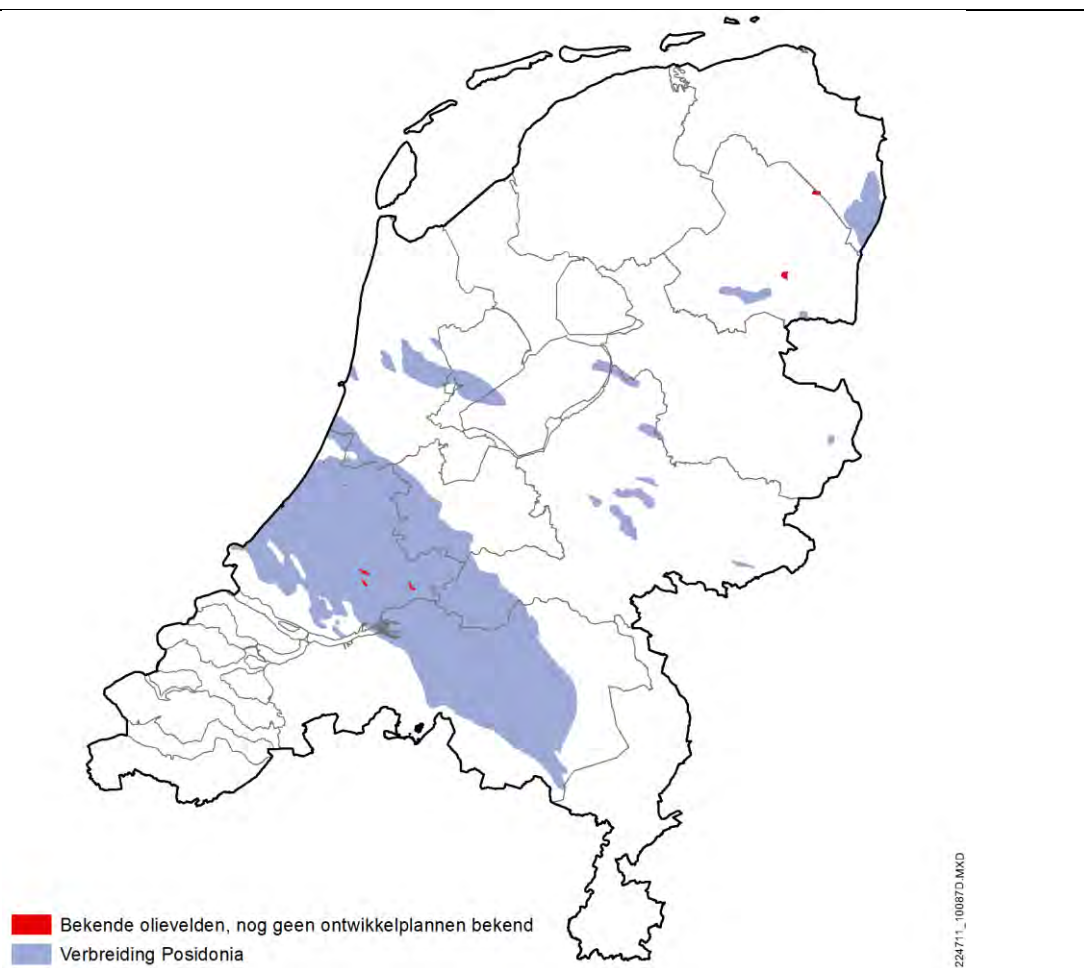 Bekende olievelden, nog geen ontwikkelplannen bekend
Verbreiding Posidonia
224711_10087D.MXD